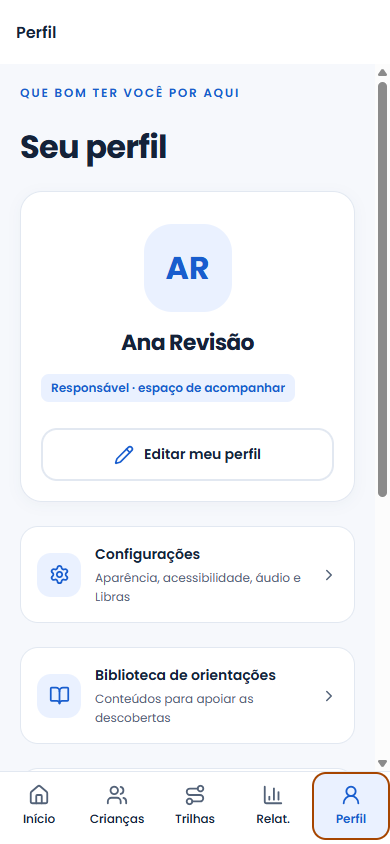 Perfil
QUE BOM TER VOCÊ POR AQUI
Seu perfil
AR
Ana Revisão
Responsável · espaço de acompanhar
Editar meu perfil
Configurações
Aparência, acessibilidade, áudio e
Libras
Biblioteca de orientações
Conteúdos para apoiar as
descobertas
Início
Crianças
Trilhas
Relat.
Perfil